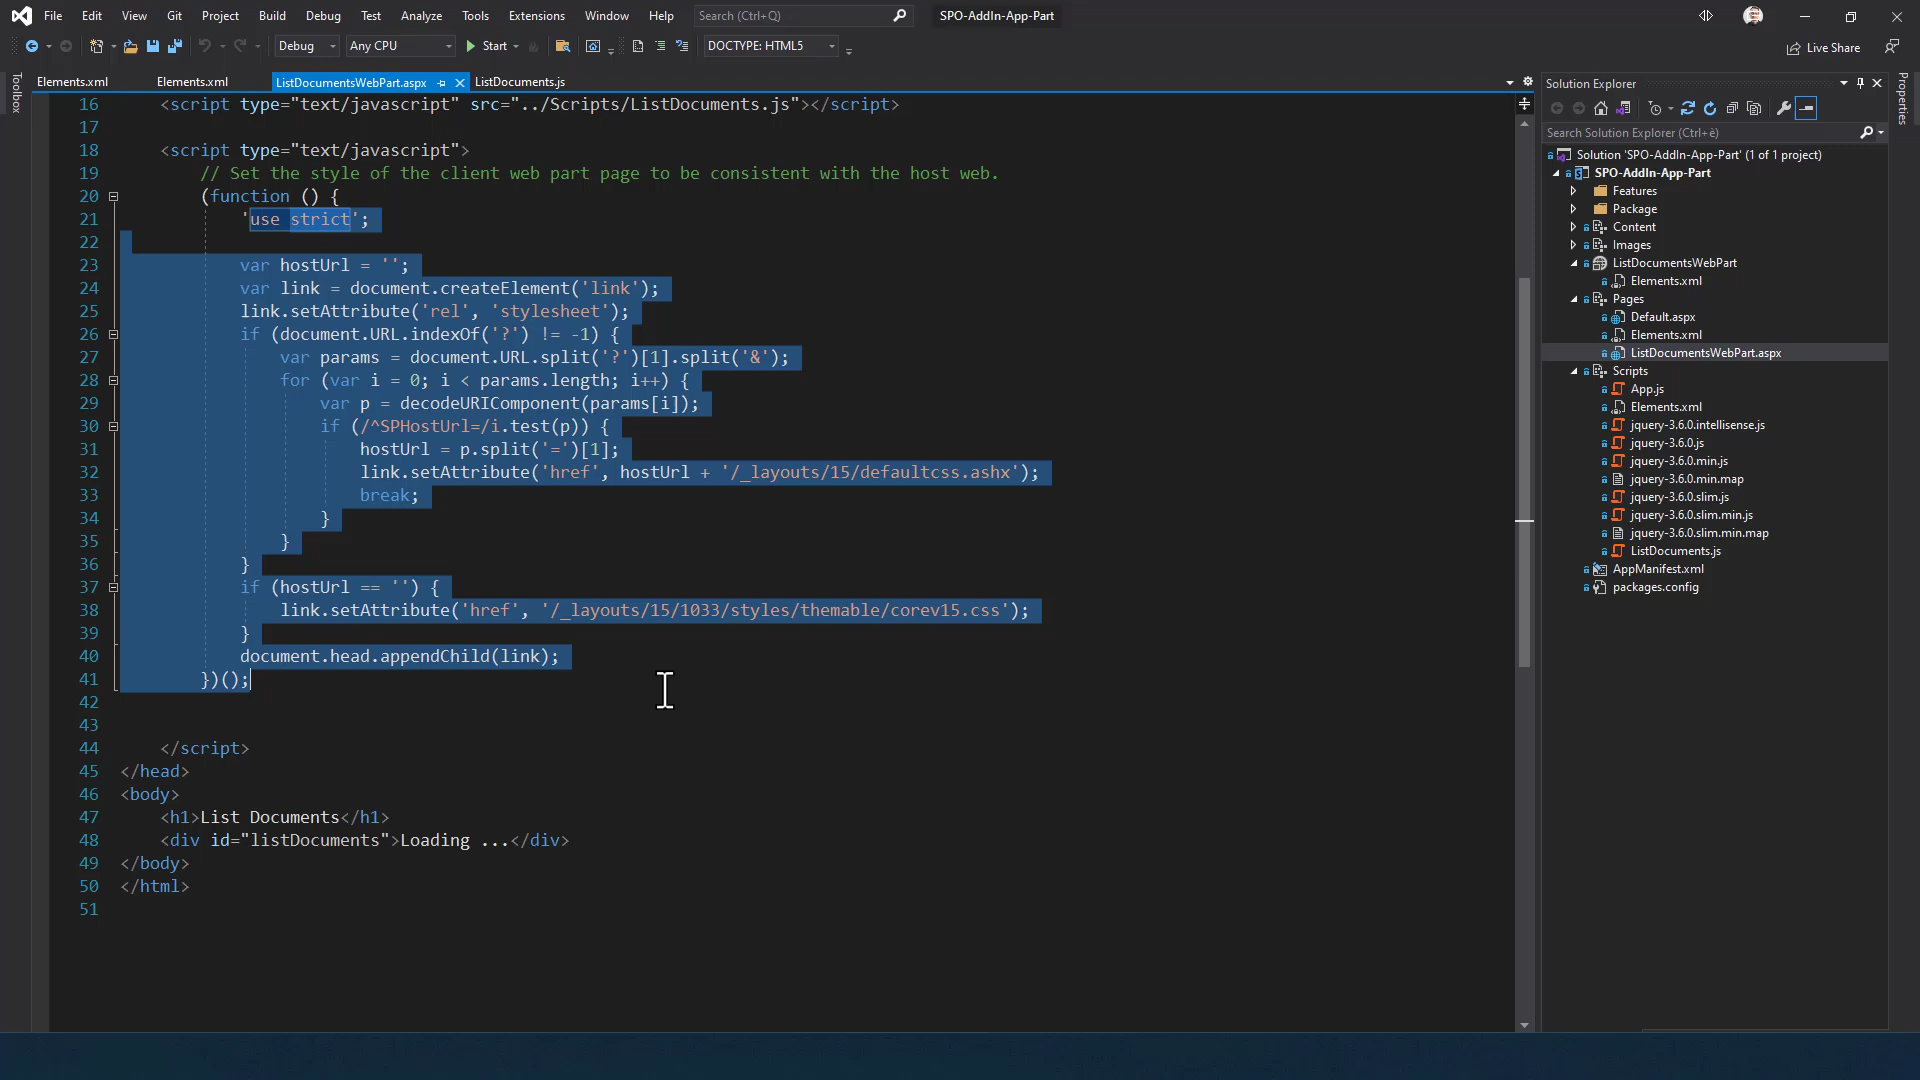 File Edit View Git Project Build Debug Test Analyze Tools Extensions Window Help Search (Ctrl+Q) SPO-AddIn-App-Part
Debug Any CPU Start DOCTYPE: HTML5 Live Share
Toolbox
Elements.xml Elements.xml ListDocumentsWebPart.aspx ListDocuments.js
16 <script type="text/javascript" src="../Scripts/ListDocuments.js"></script>
17
18 <script type="text/javascript">
19 // Set the style of the client web part page to be consistent with the host web.
20 (function () {
21 'use strict';
22
23 var hostUrl = '';
24 var link = document.createElement('link');
25 link.setAttribute('rel', 'stylesheet');
26 if (document.URL.indexOf('?') != -1) {
27 var params = document.URL.split('?')[1].split('&');
28 for (var i = 0; i < params.length; i++) {
29 var p = decodeURIComponent(params[i]);
30 if (/^SPHostUrl=/i.test(p)) {
31 hostUrl = p.split('=')[1];
32 link.setAttribute('href', hostUrl + '/_layouts/15/defaultcss.ashx');
33 break;
34 }
35 }
36 }
37 if (hostUrl == '') {
38 link.setAttribute('href', '/_layouts/15/1033/styles/themable/corev15.css');
39 }
40 document.head.appendChild(link);
41 })();
42
43
44 </script>
45 </head>
46 <body>
47 <h1>List Documents</h1>
48 <div id="listDocuments">Loading ...</div>
49 </body>
50 </html>
51
Solution Explorer
Search Solution Explorer (Ctrl+è)
Solution 'SPO-AddIn-App-Part' (1 of 1 project)
SPO-AddIn-App-Part
Features
Package
Content
Images
ListDocumentsWebPart
Elements.xml
Pages
Default.aspx
Elements.xml
ListDocumentsWebPart.aspx
Scripts
App.js
Elements.xml
jquery-3.6.0.intellisense.js
jquery-3.6.0.js
jquery-3.6.0.min.js
jquery-3.6.0.min.map
jquery-3.6.0.slim.js
jquery-3.6.0.slim.min.js
jquery-3.6.0.slim.min.map
ListDocuments.js
AppManifest.xml
packages.config
Properties